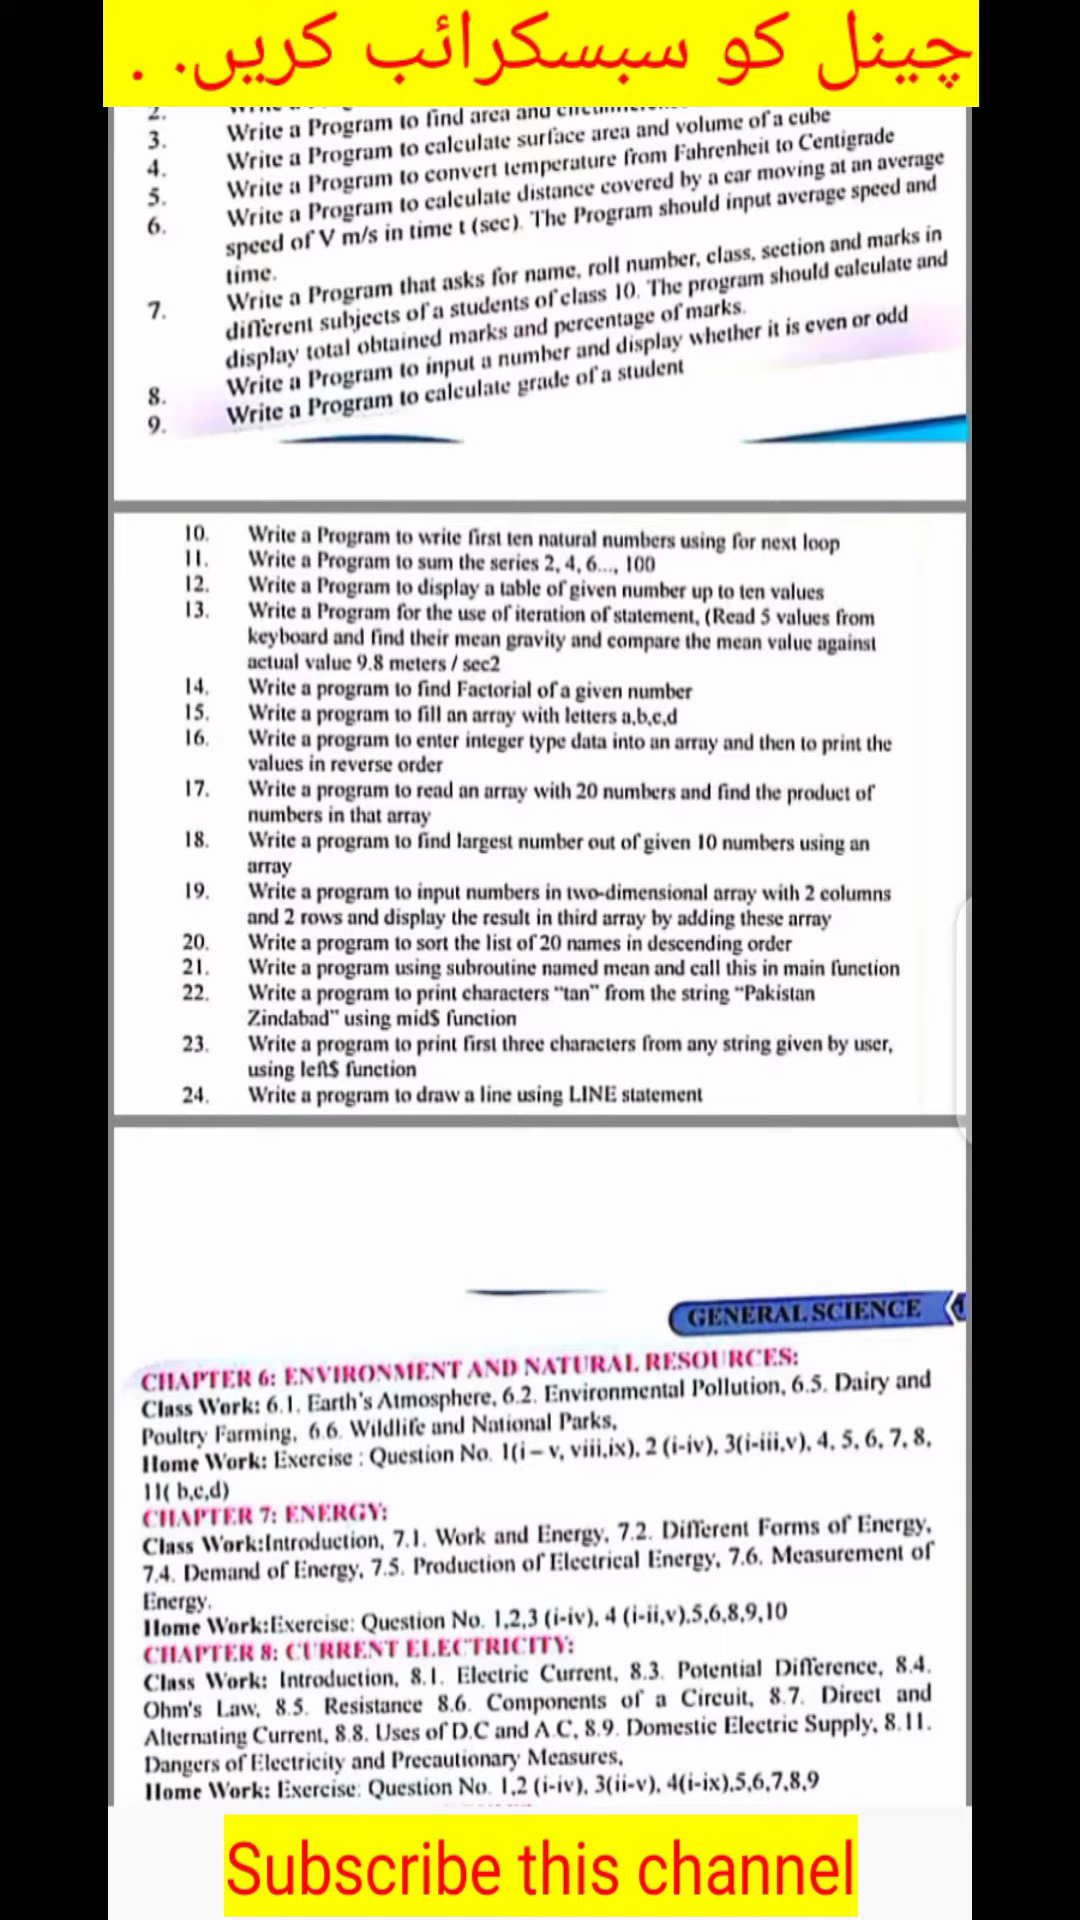 چینل کو سبسکرائب کریں. .
2.
3. Write a Program to find area and
4. Write a Program to calculate surface area and volume of a cube
5. Write a Program to convert temperature from Fahrenheit to Centigrade
6. Write a Program to calculate distance covered by a car moving at an average
speed of V m/s in time t (sec). The Program should input average speed and
time.
7. Write a Program that asks for name, roll number, class, section and marks in
different subjects of a students of class 10. The program should calculate and
display total obtained marks and percentage of marks.
8. Write a Program to input a number and display whether it is even or odd
9. Write a Program to calculate grade of a student
10. Write a Program to write first ten natural numbers using for next loop
11. Write a Program to sum the series 2, 4, 6..., 100
12. Write a Program to display a table of given number up to ten values
13. Write a Program for the use of iteration of statement, (Read 5 values from
keyboard and find their mean gravity and compare the mean value against
actual value 9.8 meters / sec2
14. Write a program to find Factorial of a given number
15. Write a program to fill an array with letters a,b,c,d
16. Write a program to enter integer type data into an array and then to print the
values in reverse order
17. Write a program to read an array with 20 numbers and find the product of
numbers in that array
18. Write a program to find largest number out of given 10 numbers using an
array
19. Write a program to input numbers in two-dimensional array with 2 columns
and 2 rows and display the result in third array by adding these array
20. Write a program to sort the list of 20 names in descending order
21. Write a program using subroutine named mean and call this in main function
22. Write a program to print characters "tan" from the string "Pakistan
Zindabad" using mid$ function
23. Write a program to print first three characters from any string given by user,
using left$ function
24. Write a program to draw a line using LINE statement
GENERAL SCIENCE
CHAPTER 6: ENVIRONMENT AND NATURAL RESOURCES:
Class Work: 6.1. Earth's Atmosphere, 6.2. Environmental Pollution, 6.5. Dairy and
Poultry Farming, 6.6. Wildlife and National Parks,
Home Work: Exercise : Question No. 1(i – v, viii,ix), 2 (i-iv), 3(i-iii,v), 4, 5, 6, 7, 8,
11( b,c,d)
CHAPTER 7: ENERGY:
Class Work:Introduction, 7.1. Work and Energy, 7.2. Different Forms of Energy,
7.4. Demand of Energy, 7.5. Production of Electrical Energy, 7.6. Measurement of
Energy.
Home Work:Exercise: Question No. 1,2,3 (i-iv), 4 (i-ii,v),5,6,8,9,10
CHAPTER 8: CURRENT ELECTRICITY:
Class Work: Introduction, 8.1. Electric Current, 8.3. Potential Difference, 8.4.
Ohm's Law, 8.5. Resistance 8.6. Components of a Circuit, 8.7. Direct and
Alternating Current, 8.8. Uses of D.C and A.C, 8.9. Domestic Electric Supply, 8.11.
Dangers of Electricity and Precautionary Measures,
Home Work: Exercise: Question No. 1,2 (i-iv), 3(ii-v), 4(i-ix),5,6,7,8,9
Subscribe this channel